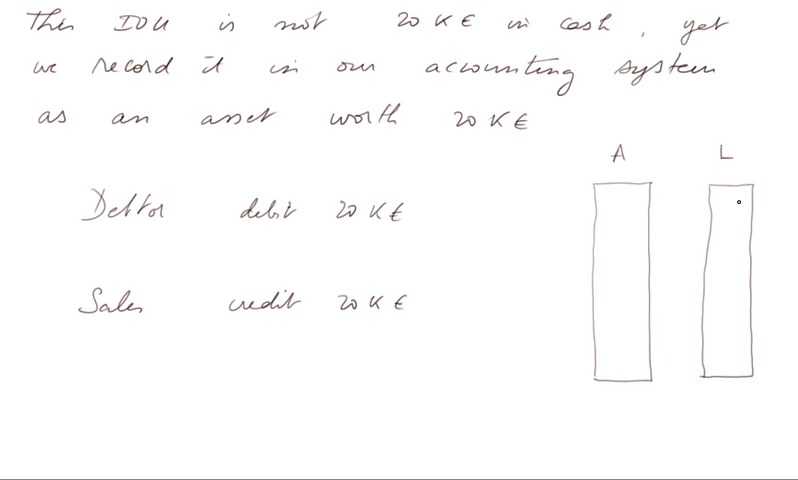 This IOU is not 20 K € in cash, yet
we record it in our accounting system
as an asset worth 20 K €
A L
Debtor debit 20 K €
Sales credit 20 K €